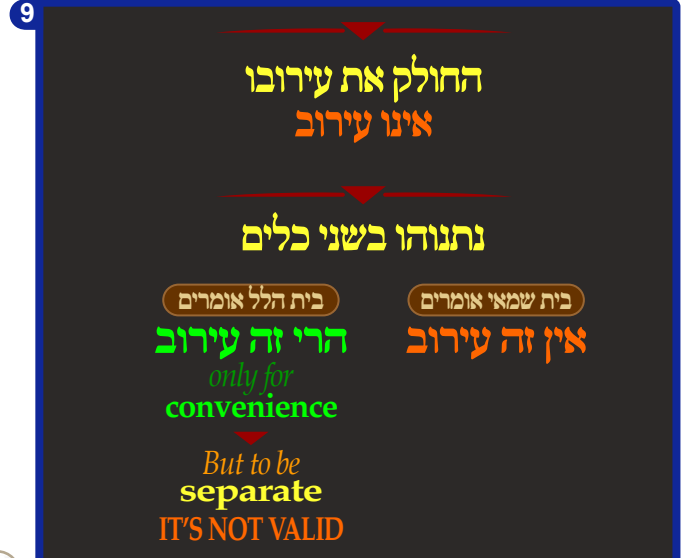 9
החולק את עירובו
אינו עירוב
נתנוהו בשני כלים
בית שמאי אומרים
אין זה עירוב
בית הלל אומרים
הרי זה עירוב
only for
convenience
But to be
separate
IT'S NOT VALID